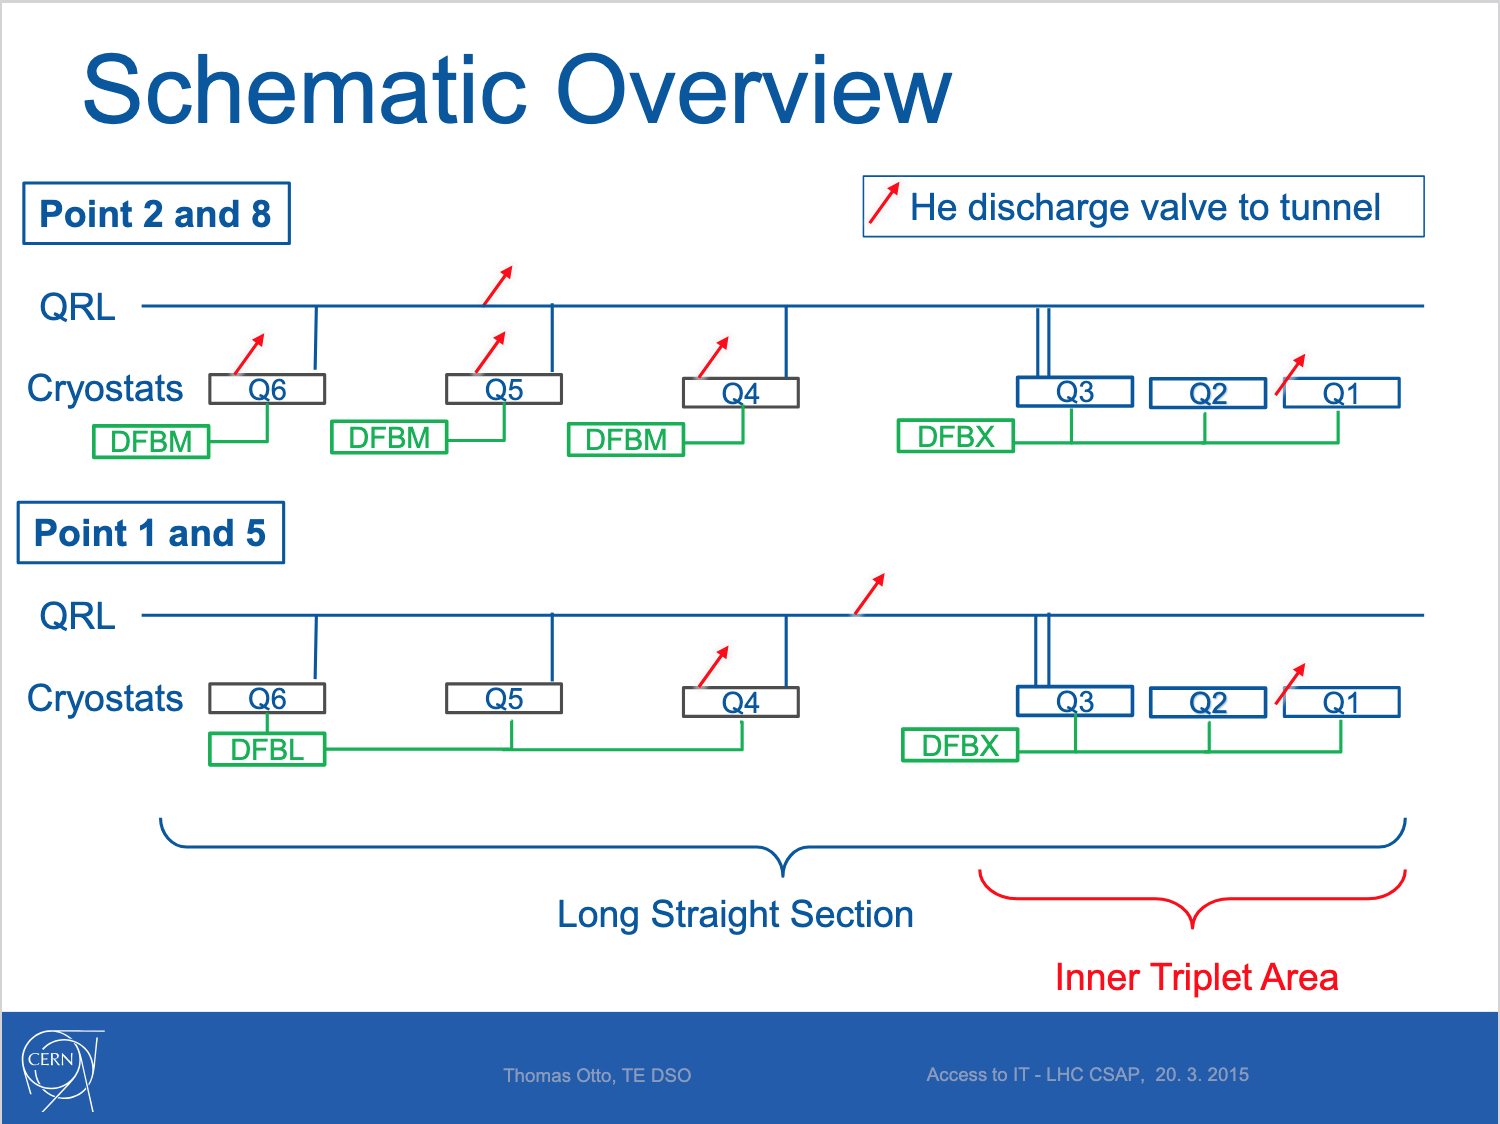 Schematic Overview
Point 2 and 8
He discharge valve to tunnel
QRL
Cryostats
Q6
Q5
Q4
Q3
Q2
Q1
DFBM
DFBM
DFBM
DFBX
Point 1 and 5
QRL
Cryostats
Q6
Q5
Q4
Q3
Q2
Q1
DFBL
DFBX
Long Straight Section
Inner Triplet Area
CERN
Thomas Otto, TE DSO
Access to IT - LHC CSAP, 20. 3. 2015